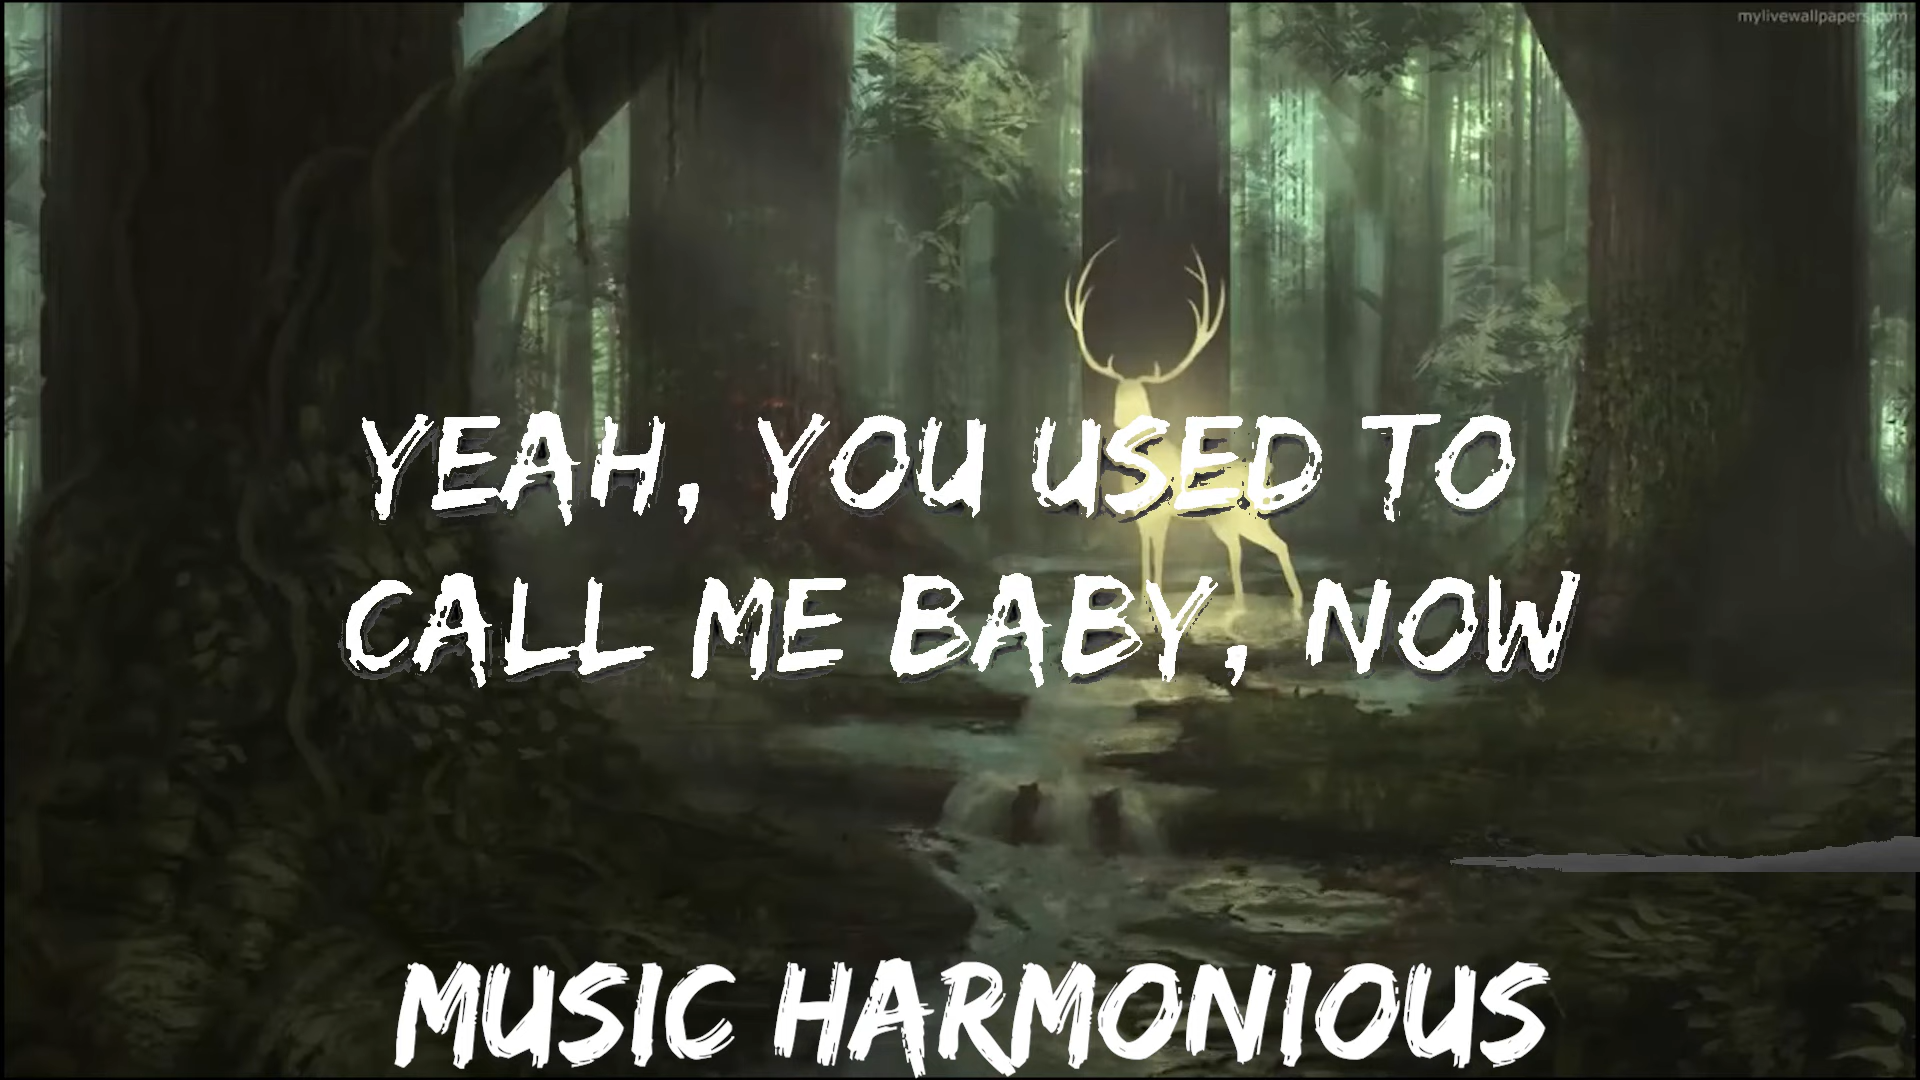 mylivewallpapers.com
YEAH, YOU USED TO
CALL ME BABY, NOW
MUSIC HARMONIOUS